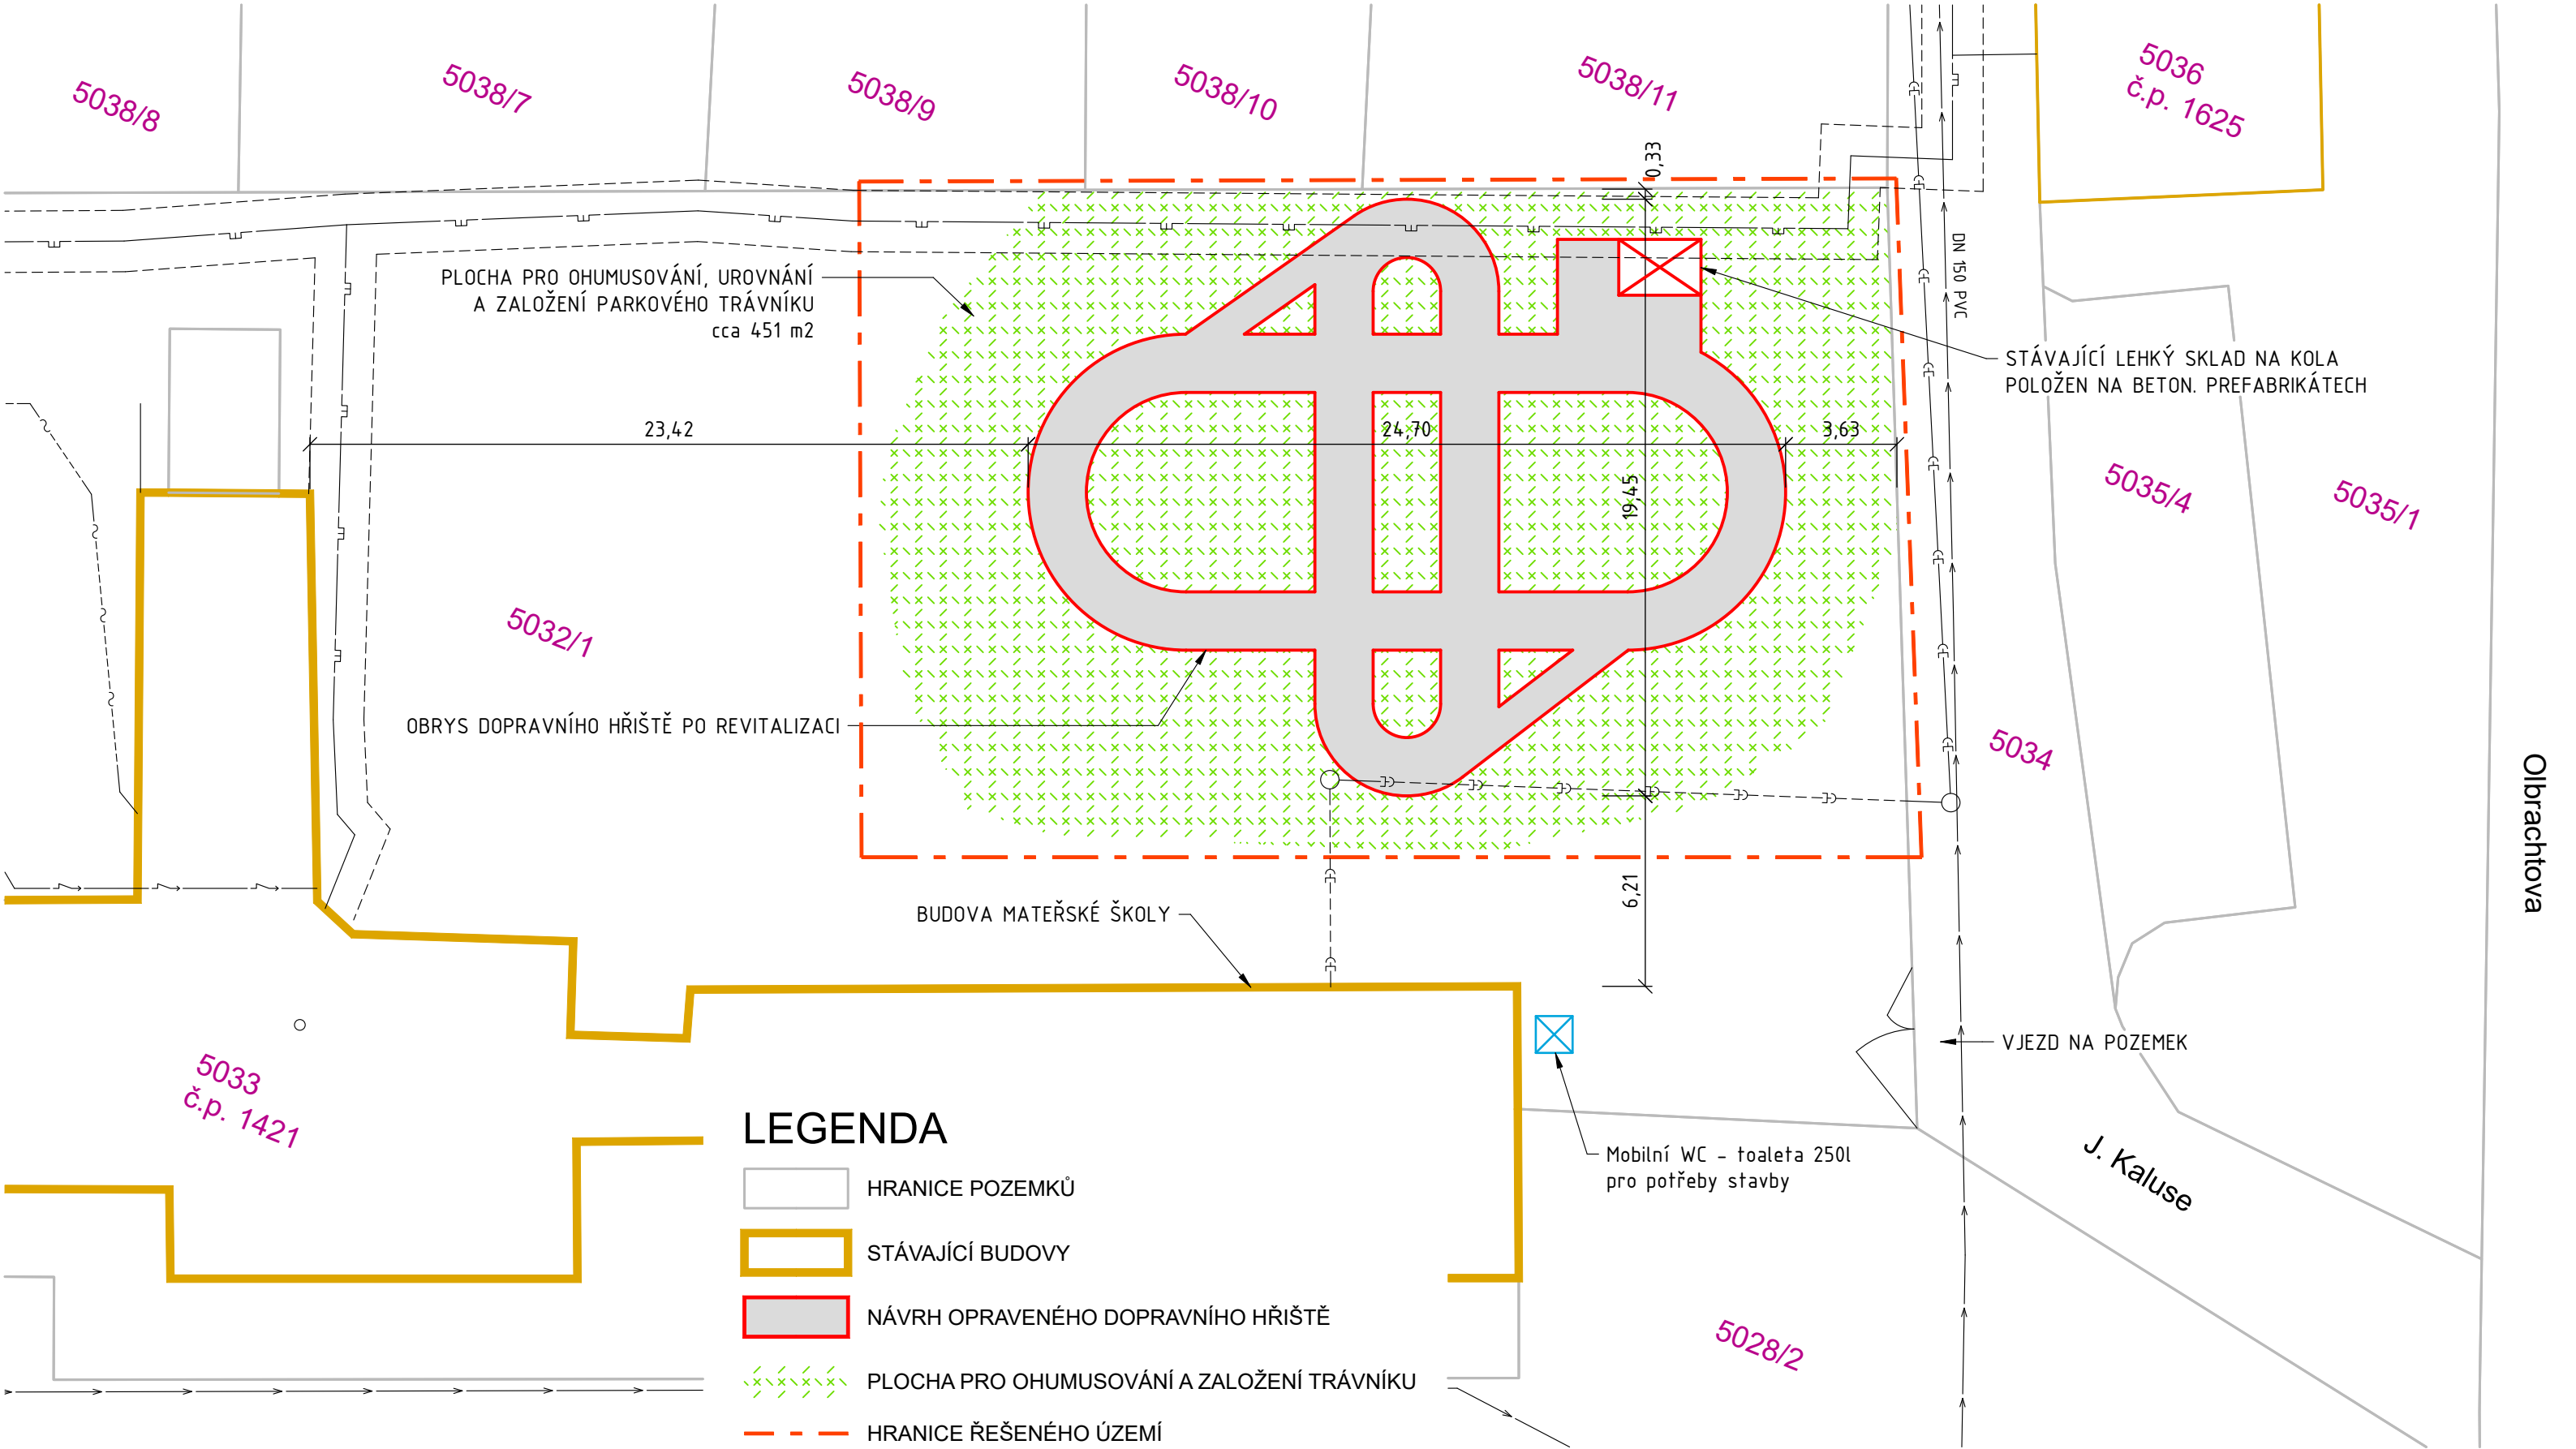 5038/8
5038/7
5038/9
5038/10
5038/11
5036
č.p. 1625
0,33
DN 150 PVC
PLOCHA PRO OHUMUSOVÁNÍ, UROVNÁNÍ
A ZALOŽENÍ PARKOVÉHO TRÁVNÍKU
cca 451 m2
STÁVAJÍCÍ LEHKÝ SKLAD NA KOLA
POLOŽEN NA BETON. PREFABRIKÁTECH
23,42
24,70
3,63
19,45
5035/4
5035/1
5032/1
OBRYS DOPRAVNÍHO HŘIŠTĚ PO REVITALIZACI
5034
Olbrachtova
6,21
BUDOVA MATEŘSKÉ ŠKOLY
VJEZD NA POZEMEK
5033
č.p. 1421
Mobilní WC - toaleta 250l
pro potřeby stavby
J. Kaluse
5028/2
LEGENDA
HRANICE POZEMKŮ
STÁVAJÍCÍ BUDOVY
NÁVRH OPRAVENÉHO DOPRAVNÍHO HŘIŠTĚ
PLOCHA PRO OHUMUSOVÁNÍ A ZALOŽENÍ TRÁVNÍKU
HRANICE ŘEŠENÉHO ÚZEMÍ